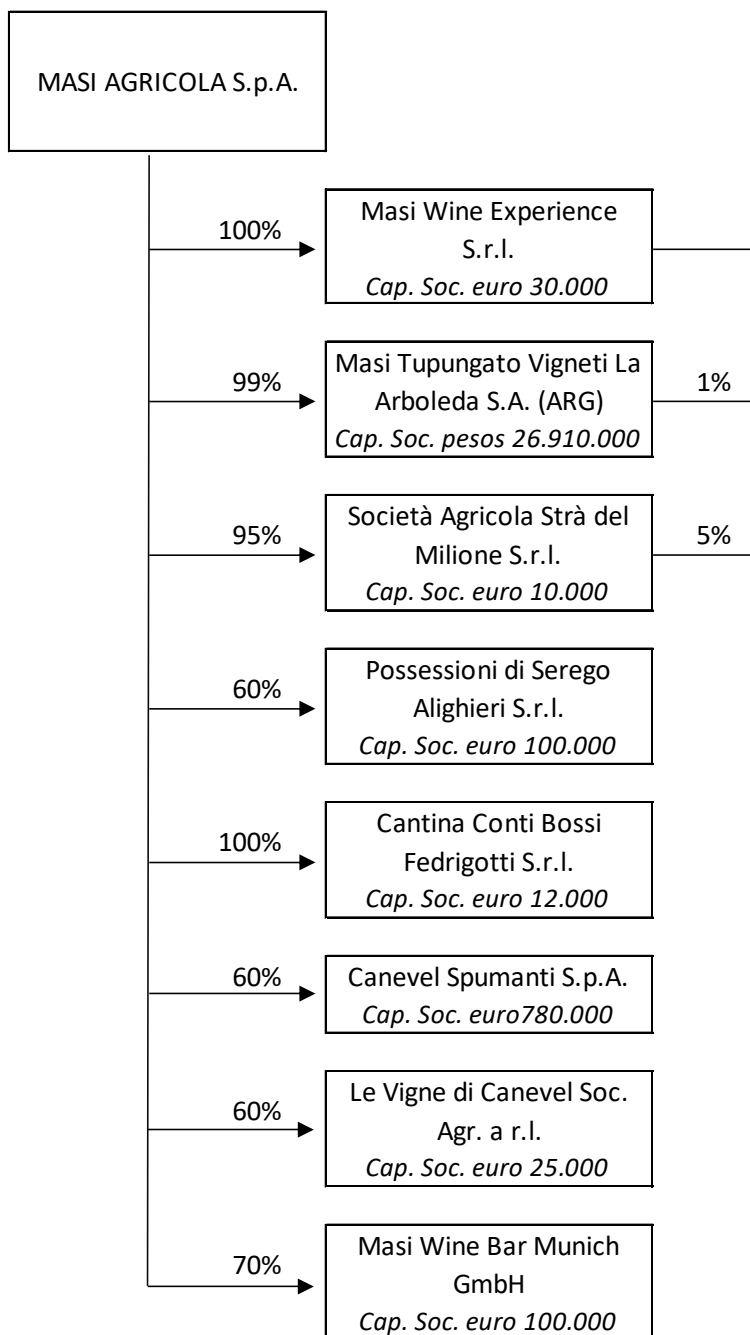 MASI AGRICOLA S.p.A.
100%
Masi Wine Experience
S.r.l.
Cap. Soc. euro 30.000
99%
Masi Tupungato Vigneti La
Arboleda S.A. (ARG)
Cap. Soc. pesos 26.910.000
1%
95%
Società Agricola Strà del
Milione S.r.l.
Cap. Soc. euro 10.000
5%
60%
Possessioni di Serego
Alighieri S.r.l.
Cap. Soc. euro 100.000
100%
Cantina Conti Bossi
Fedrigotti S.r.l.
Cap. Soc. euro 12.000
60%
Canevel Spumanti S.p.A.
Cap. Soc. euro780.000
60%
Le Vigne di Canevel Soc.
Agr. a r.l.
Cap. Soc. euro 25.000
70%
Masi Wine Bar Munich
GmbH
Cap. Soc. euro 100.000